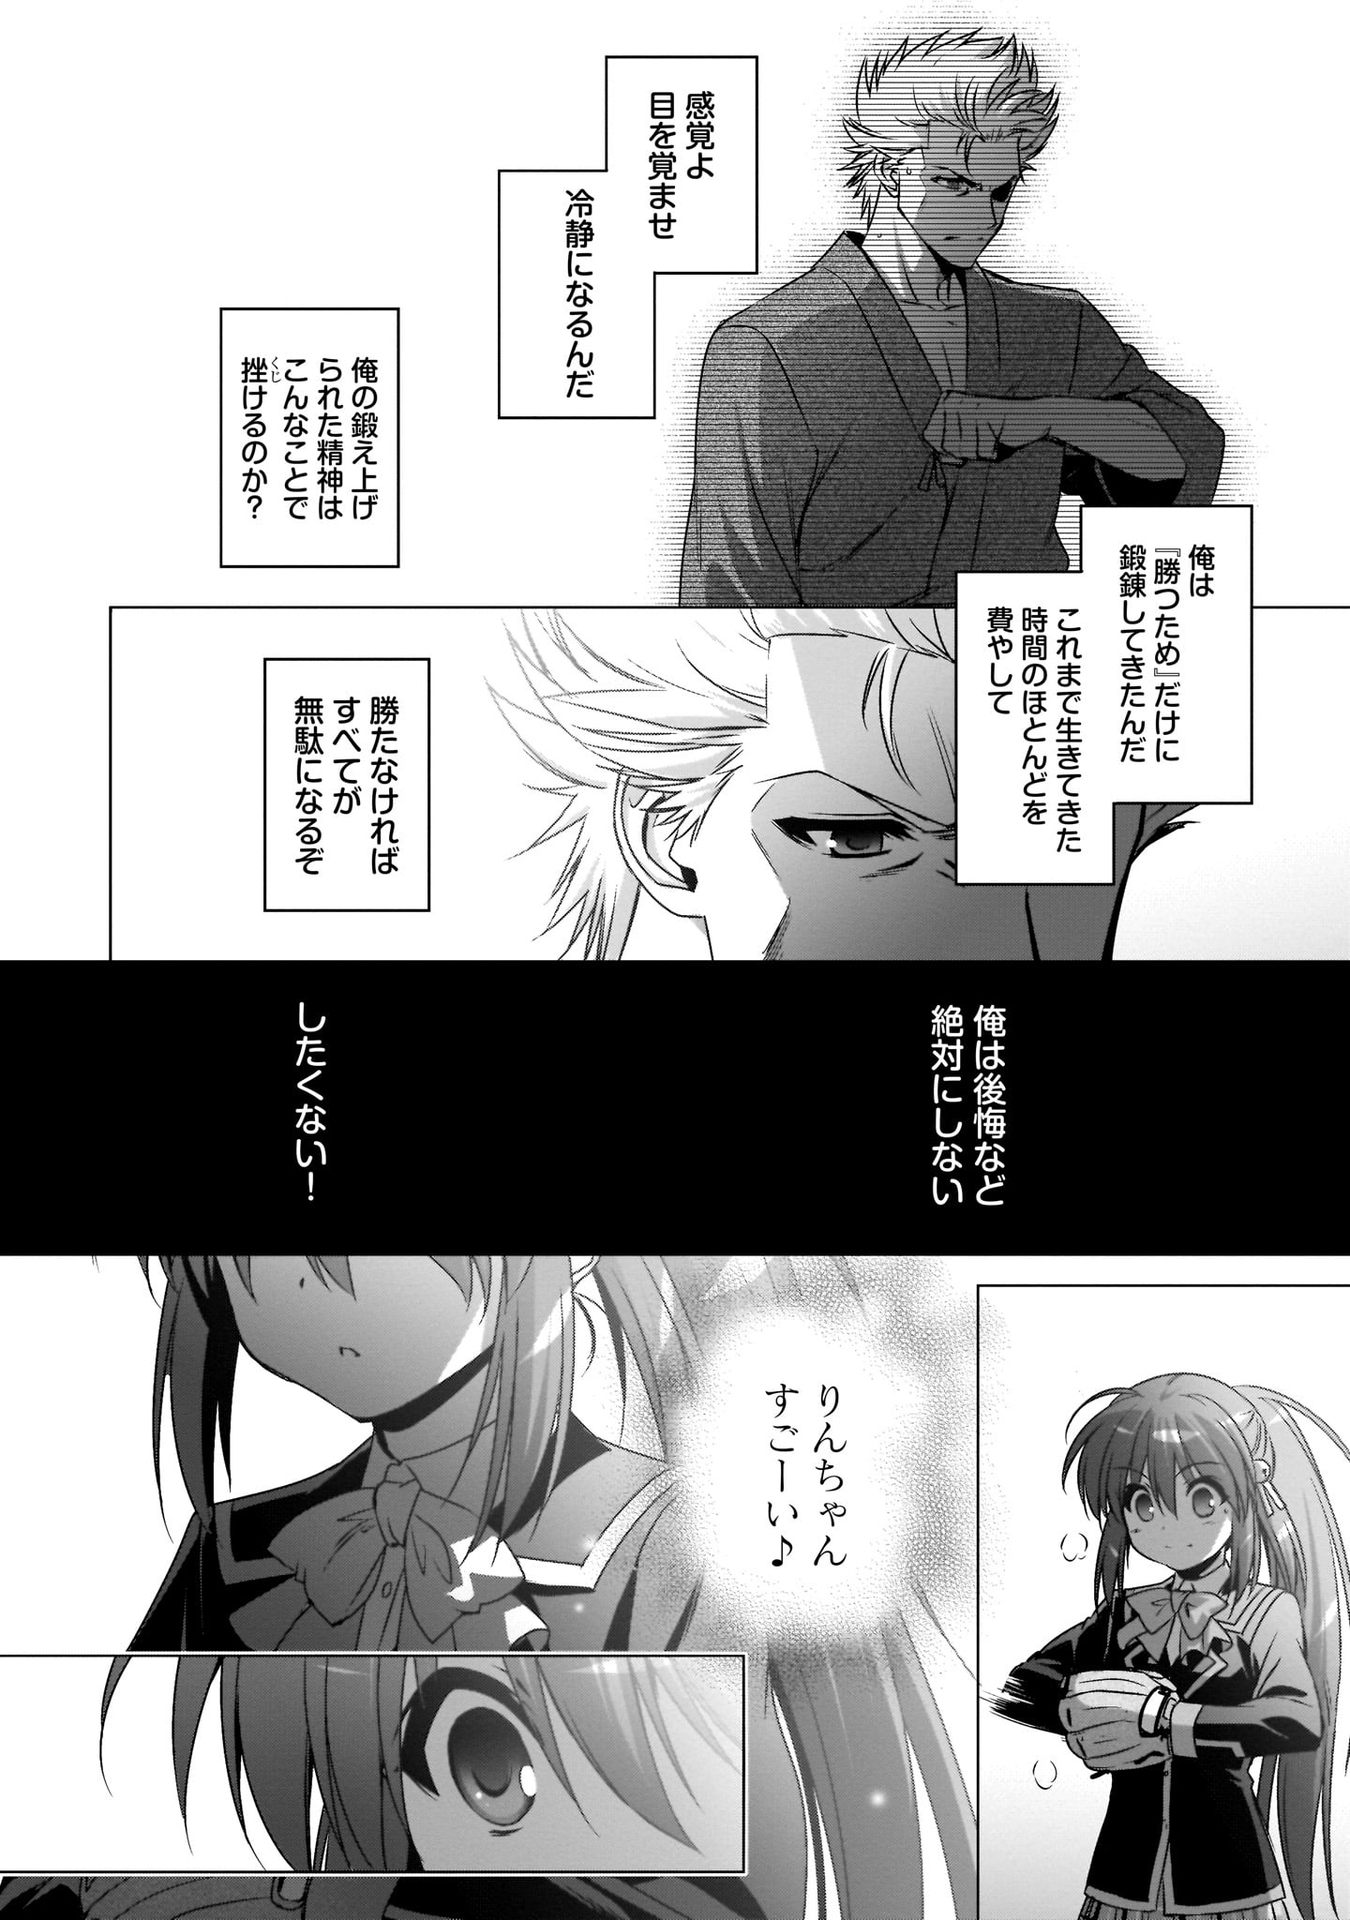 感覚よ
目を覚ませ
冷静になるんだ
俺の鍛え上げ
られた精神は
こんなことで
挫けるのか?
くじ
俺は
『勝つため』だけに
鍛錬してきたんだ
これまで生きてきた
時間のほとんどを
費やして
勝たなければ
すべてが
無駄になるぞ
俺は後悔など
絶対にしない
したくない!
りんちゃん
すごーい♪